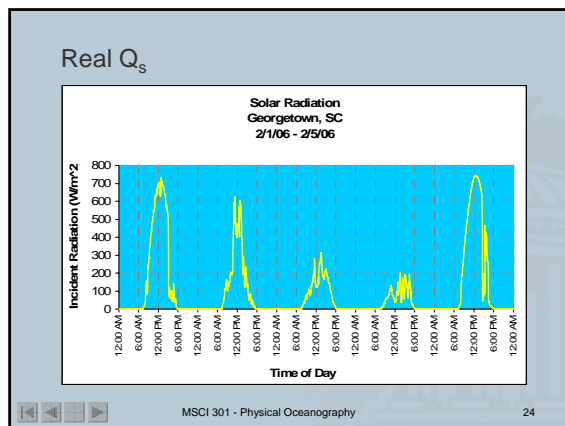 Real Qs
Solar Radiation
Georgetown, SC
2/1/06 - 2/5/06
Incident Radiation (W/m^2
800
700
600
500
400
300
200
100
0
12:00 AM
6:00 AM
12:00 PM
6:00 PM
12:00 AM
6:00 AM
12:00 PM
6:00 PM
12:00 AM
6:00 AM
12:00 PM
6:00 PM
12:00 AM
6:00 AM
12:00 PM
6:00 PM
12:00 AM
6:00 AM
12:00 PM
6:00 PM
12:00 AM
Time of Day
MSCI 301 - Physical Oceanography
24